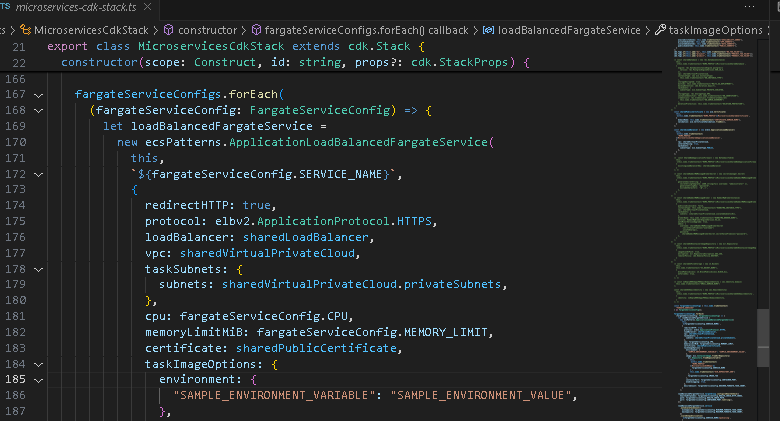 TS microservices-cdk-stack.ts ×
cs > MicroservicesCdkStack > constructor > fargateServiceConfigs.forEach() callback > loadBalancedFargateService > taskImageOptions >
21 export class MicroservicesCdkStack extends cdk.Stack {
22 constructor(scope: Construct, id: string, props?: cdk.StackProps) {
166
167 fargateServiceConfigs.forEach(
168 (fargateServiceConfig: FargateServiceConfig) => {
169 let loadBalancedFargateService =
170 new ecsPatterns.ApplicationLoadBalancedFargateService(
171 this,
172 `${fargateServiceConfig.SERVICE_NAME}`,
173 {
174 redirectHTTP: true,
175 protocol: elbv2.ApplicationProtocol.HTTPS,
176 loadBalancer: sharedLoadBalancer,
177 vpc: sharedVirtualPrivateCloud,
178 taskSubnets: {
179 subnets: sharedVirtualPrivateCloud.privateSubnets,
180 },
181 cpu: fargateServiceConfig.CPU,
182 memoryLimitMiB: fargateServiceConfig.MEMORY_LIMIT,
183 certificate: sharedPublicCertificate,
184 taskImageOptions: {
185 environment: {
186 "SAMPLE_ENVIRONMENT_VARIABLE": "SAMPLE_ENVIRONMENT_VALUE",
187 },